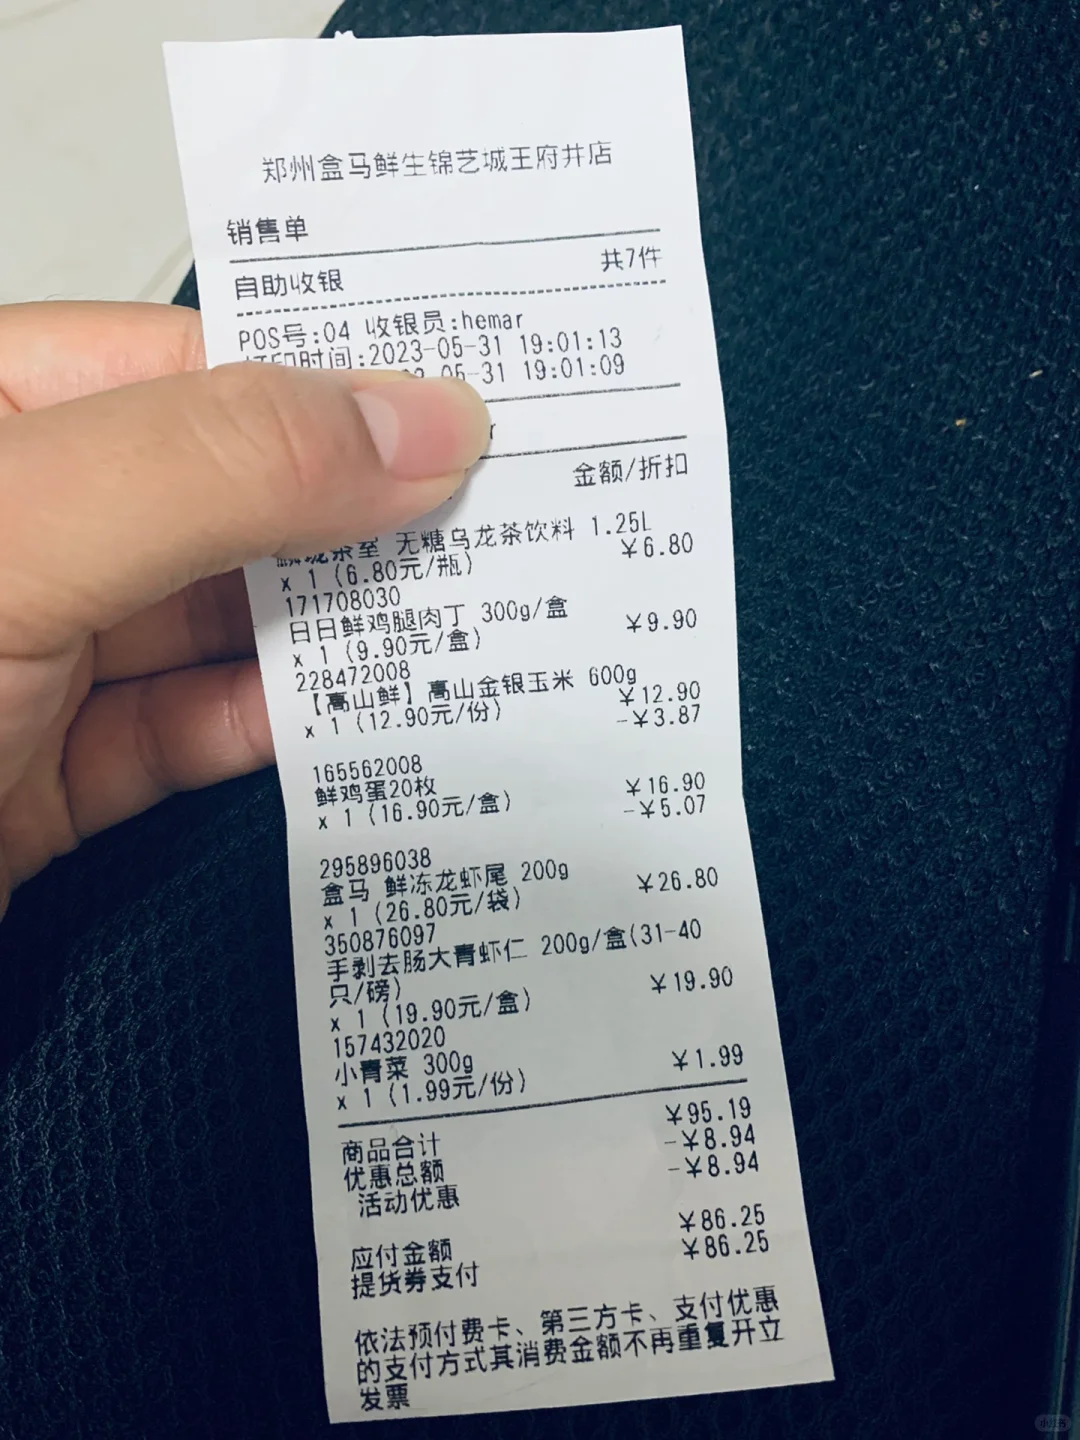 郑州盒马鲜生锦艺城王府井店
销售单
自助收银 共7件
POS号:04 收银员:hemar
打印时间:2023-05-31 19:01:13
05-31 19:01:09
r
金额/折扣
茶室 无糖乌龙茶饮料 1.25L
x 1 (6.80元/瓶) ￥6.80
171708030
日日鲜鸡腿肉丁 300g/盒
x 1 (9.90元/盒) ￥9.90
228472008
【高山鲜】高山金银玉米 600g
x 1 (12.90元/份) ￥12.90
-￥3.87
165562008
鲜鸡蛋20枚
x 1 (16.90元/盒) ￥16.90
-￥5.07
295896038
盒马 鲜冻龙虾尾 200g
x 1 (26.80元/袋) ￥26.80
350876097
手剥去肠大青虾仁 200g/盒(31-40
只/磅)
x 1 (19.90元/盒) ￥19.90
157432020
小青菜 300g
x 1 (1.99元/份) ￥1.99
商品合计 ￥95.19
优惠总额 -￥8.94
活动优惠 -￥8.94
应付金额 ￥86.25
提货券支付 ￥86.25
依法预付费卡、第三方卡、支付优惠
的支付方式其消费金额不再重复开立
发票
小红书